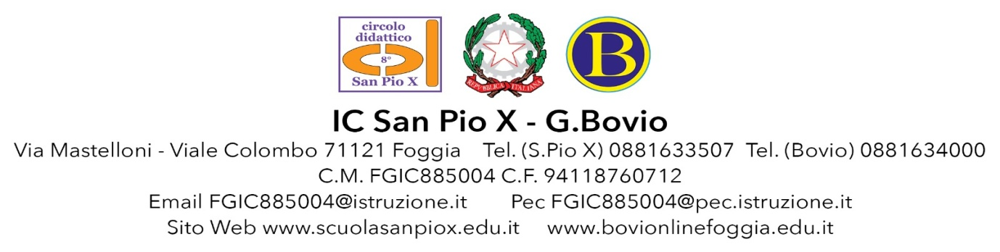 circolo
didattico
8°
San Pio X
REPVBBLICA ITALIANA
B
IC San Pio X - G.Bovio
Via Mastelloni - Viale Colombo 71121 Foggia Tel. (S.Pio X) 0881633507 Tel. (Bovio) 0881634000
C.M. FGIC885004 C.F. 94118760712
Email FGIC885004@istruzione.it Pec FGIC885004@pec.istruzione.it
Sito Web www.scuolasanpiox.edu.it www.bovionlinefoggia.edu.it